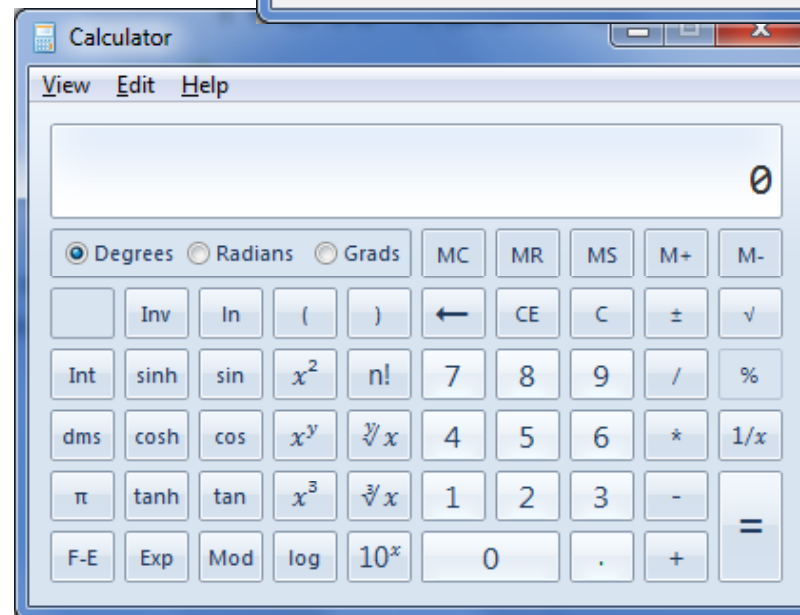 Calculator
View Edit Help
0
Degrees Radians Grads MC MR MS M+ M-
Inv ln ( ) ← CE C ± √
Int sinh sin x² n! 7 8 9 / %
dms cosh cos xʸ ʸ√x 4 5 6 * 1/x
π tanh tan x³ ³√x 1 2 3 - =
F-E Exp Mod log 10ˣ 0 . +